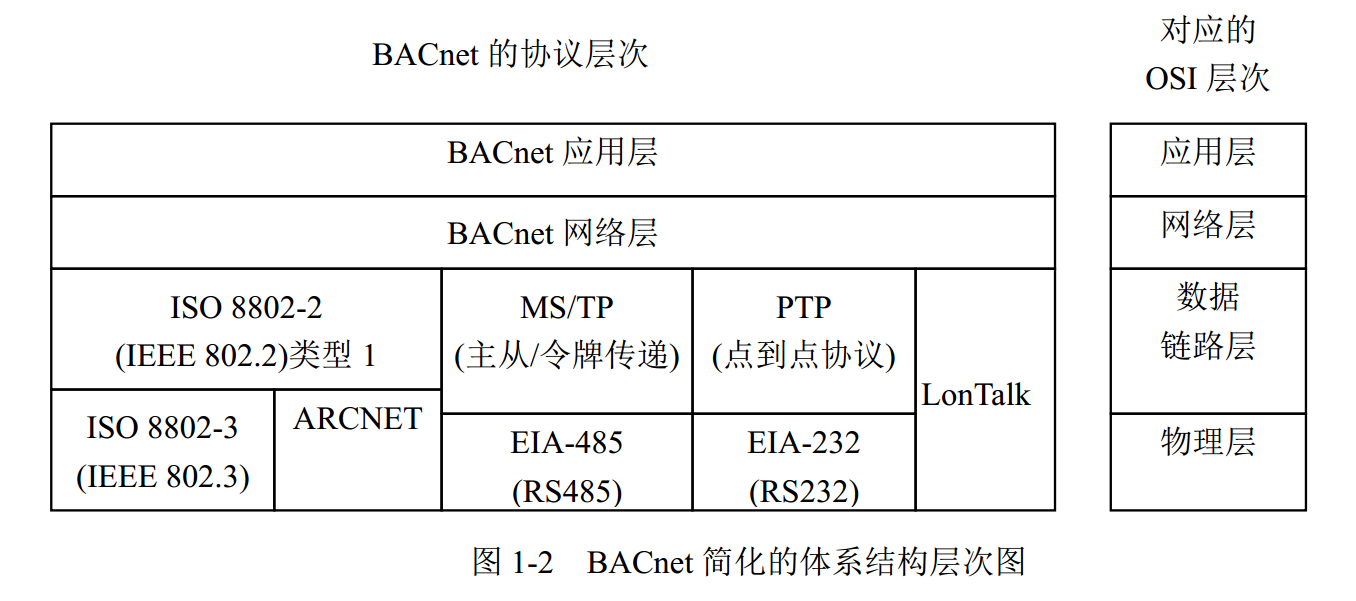 BACnet 的协议层次
对应的
OSI 层次
BACnet 应用层
应用层
BACnet 网络层
网络层
ISO 8802-2
(IEEE 802.2)类型 1
MS/TP
(主从/令牌传递)
PTP
(点到点协议)
LonTalk
数据
链路层
ISO 8802-3
(IEEE 802.3)
ARCNET
EIA-485
(RS485)
EIA-232
(RS232)
物理层
图 1-2 BACnet 简化的体系结构层次图